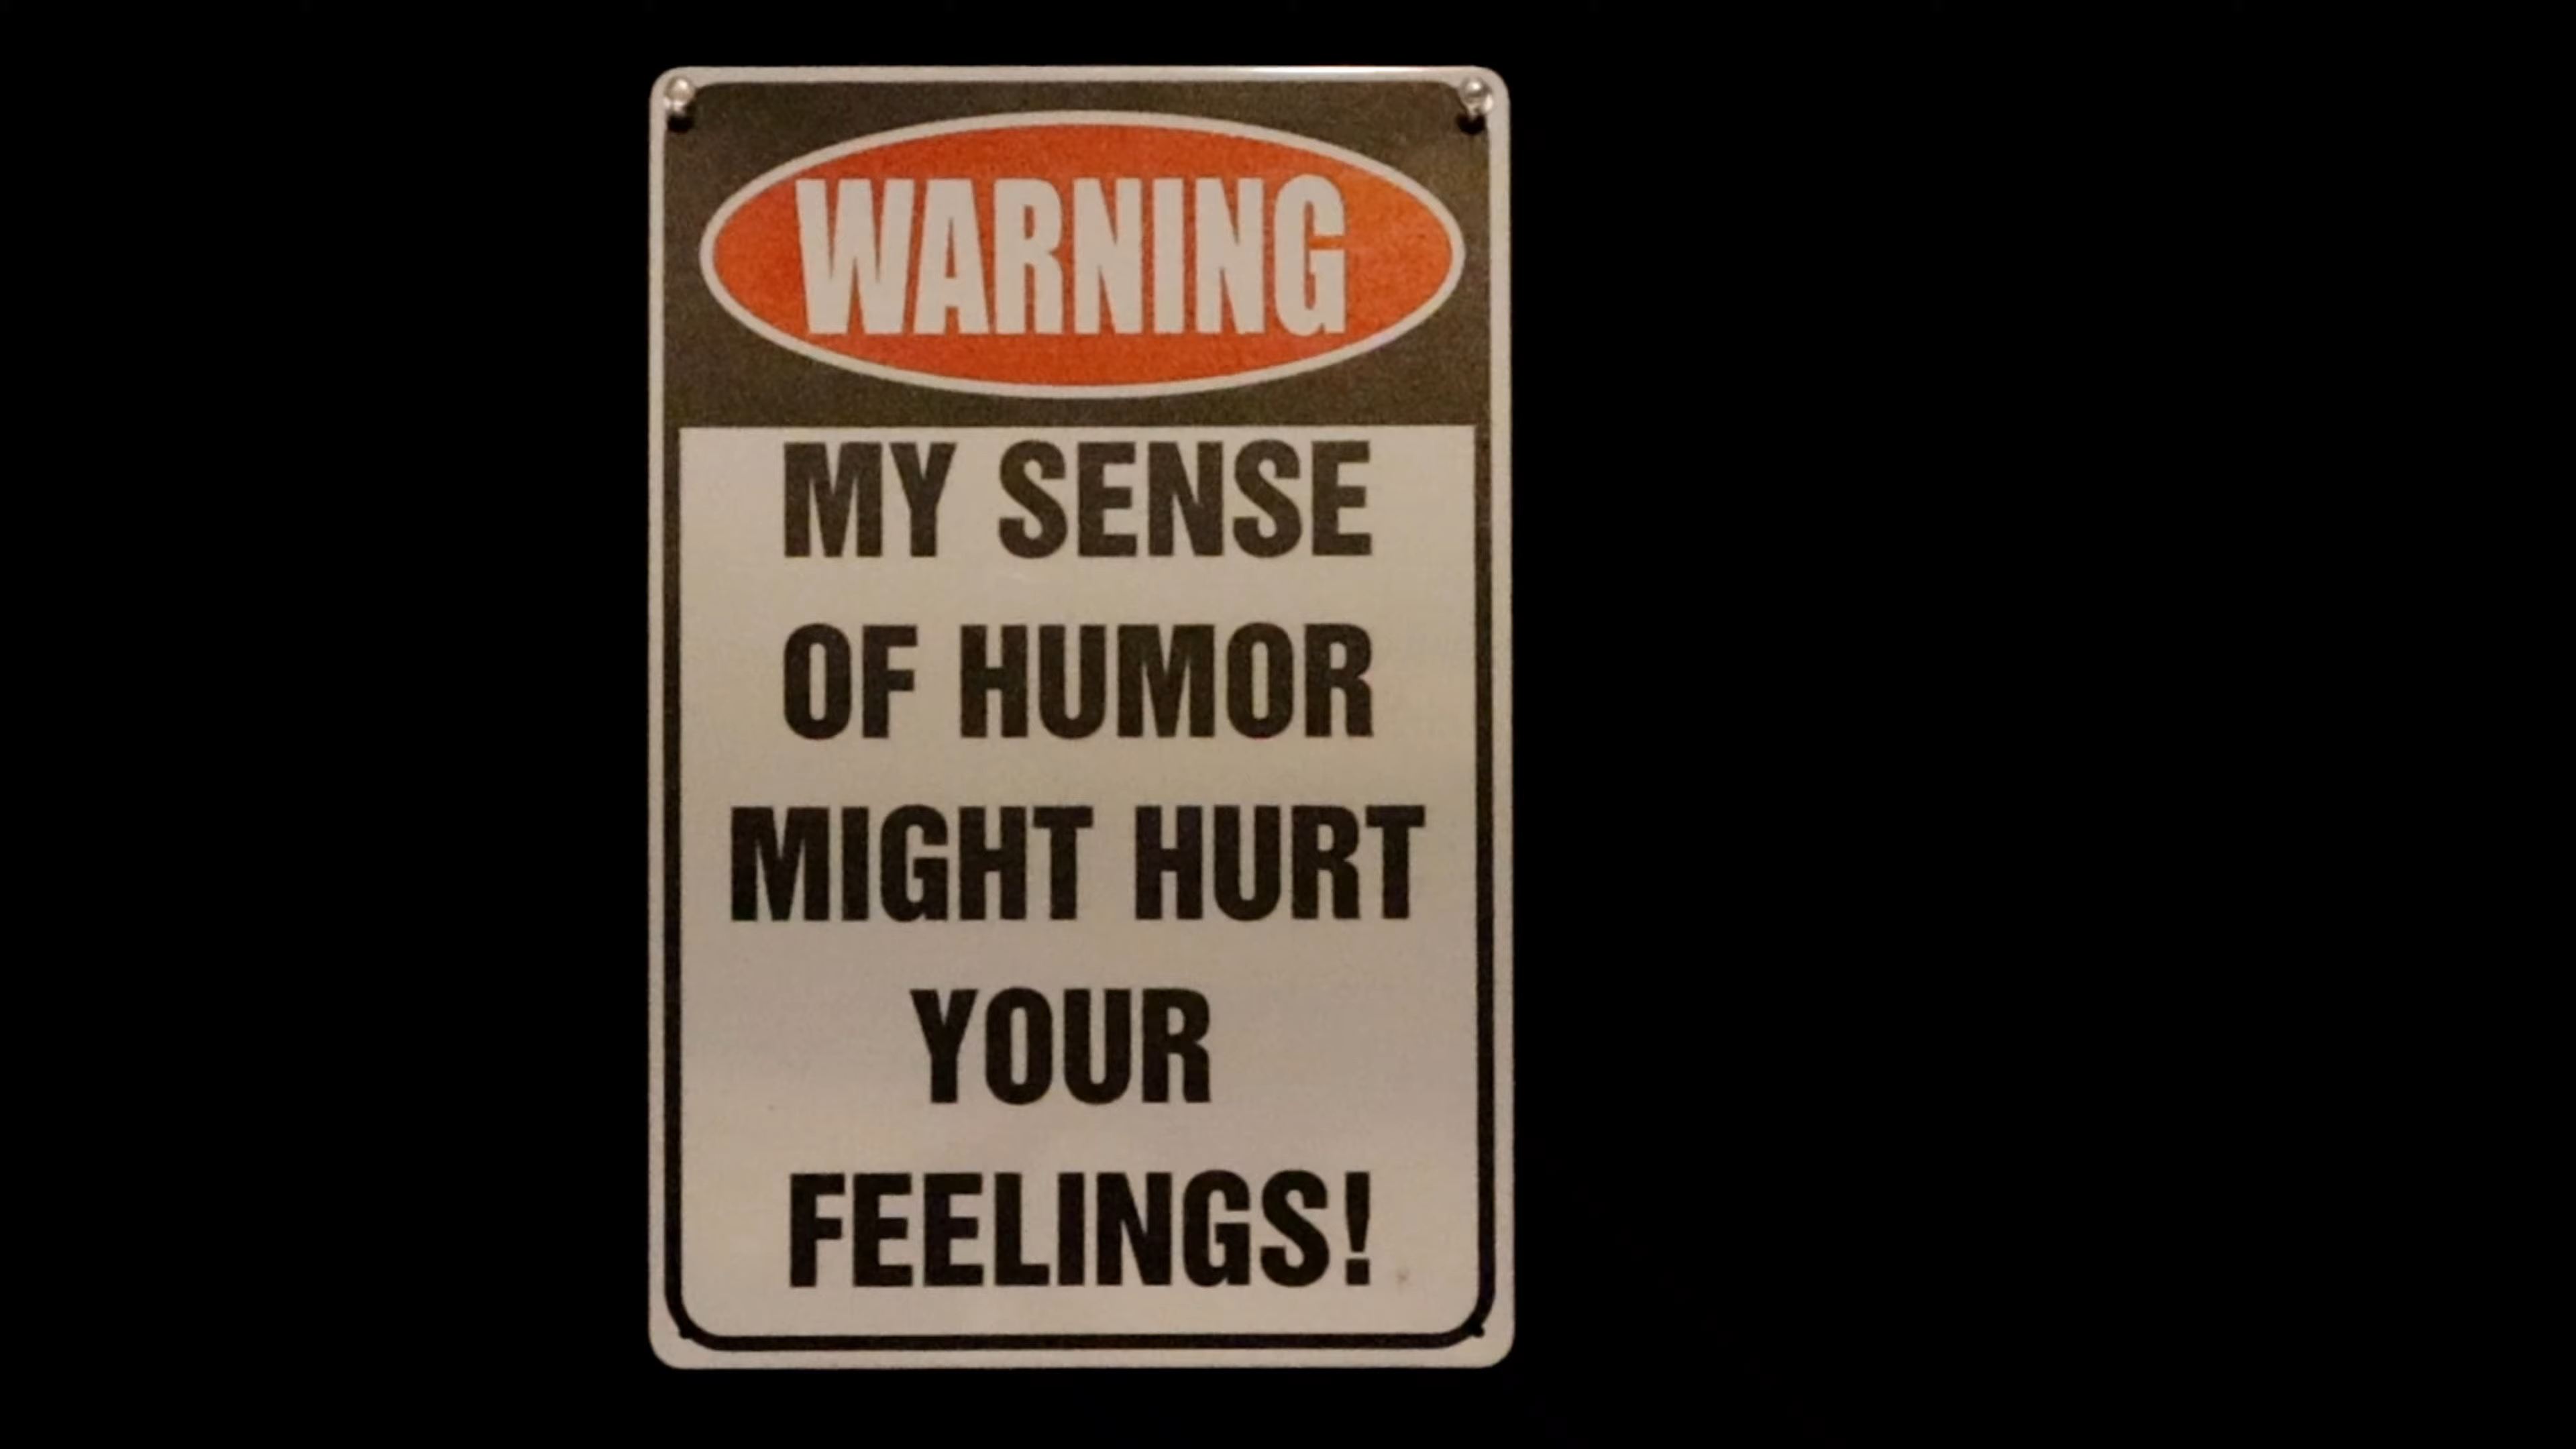 WARNING
MY SENSE
OF HUMOR
MIGHT HURT
YOUR
FEELINGS!